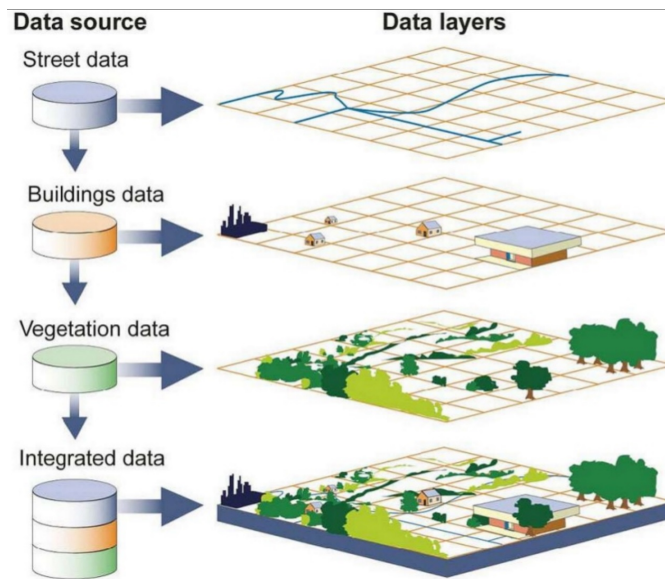 Data source
Data layers
Street data
Buildings data
Vegetation data
Integrated data